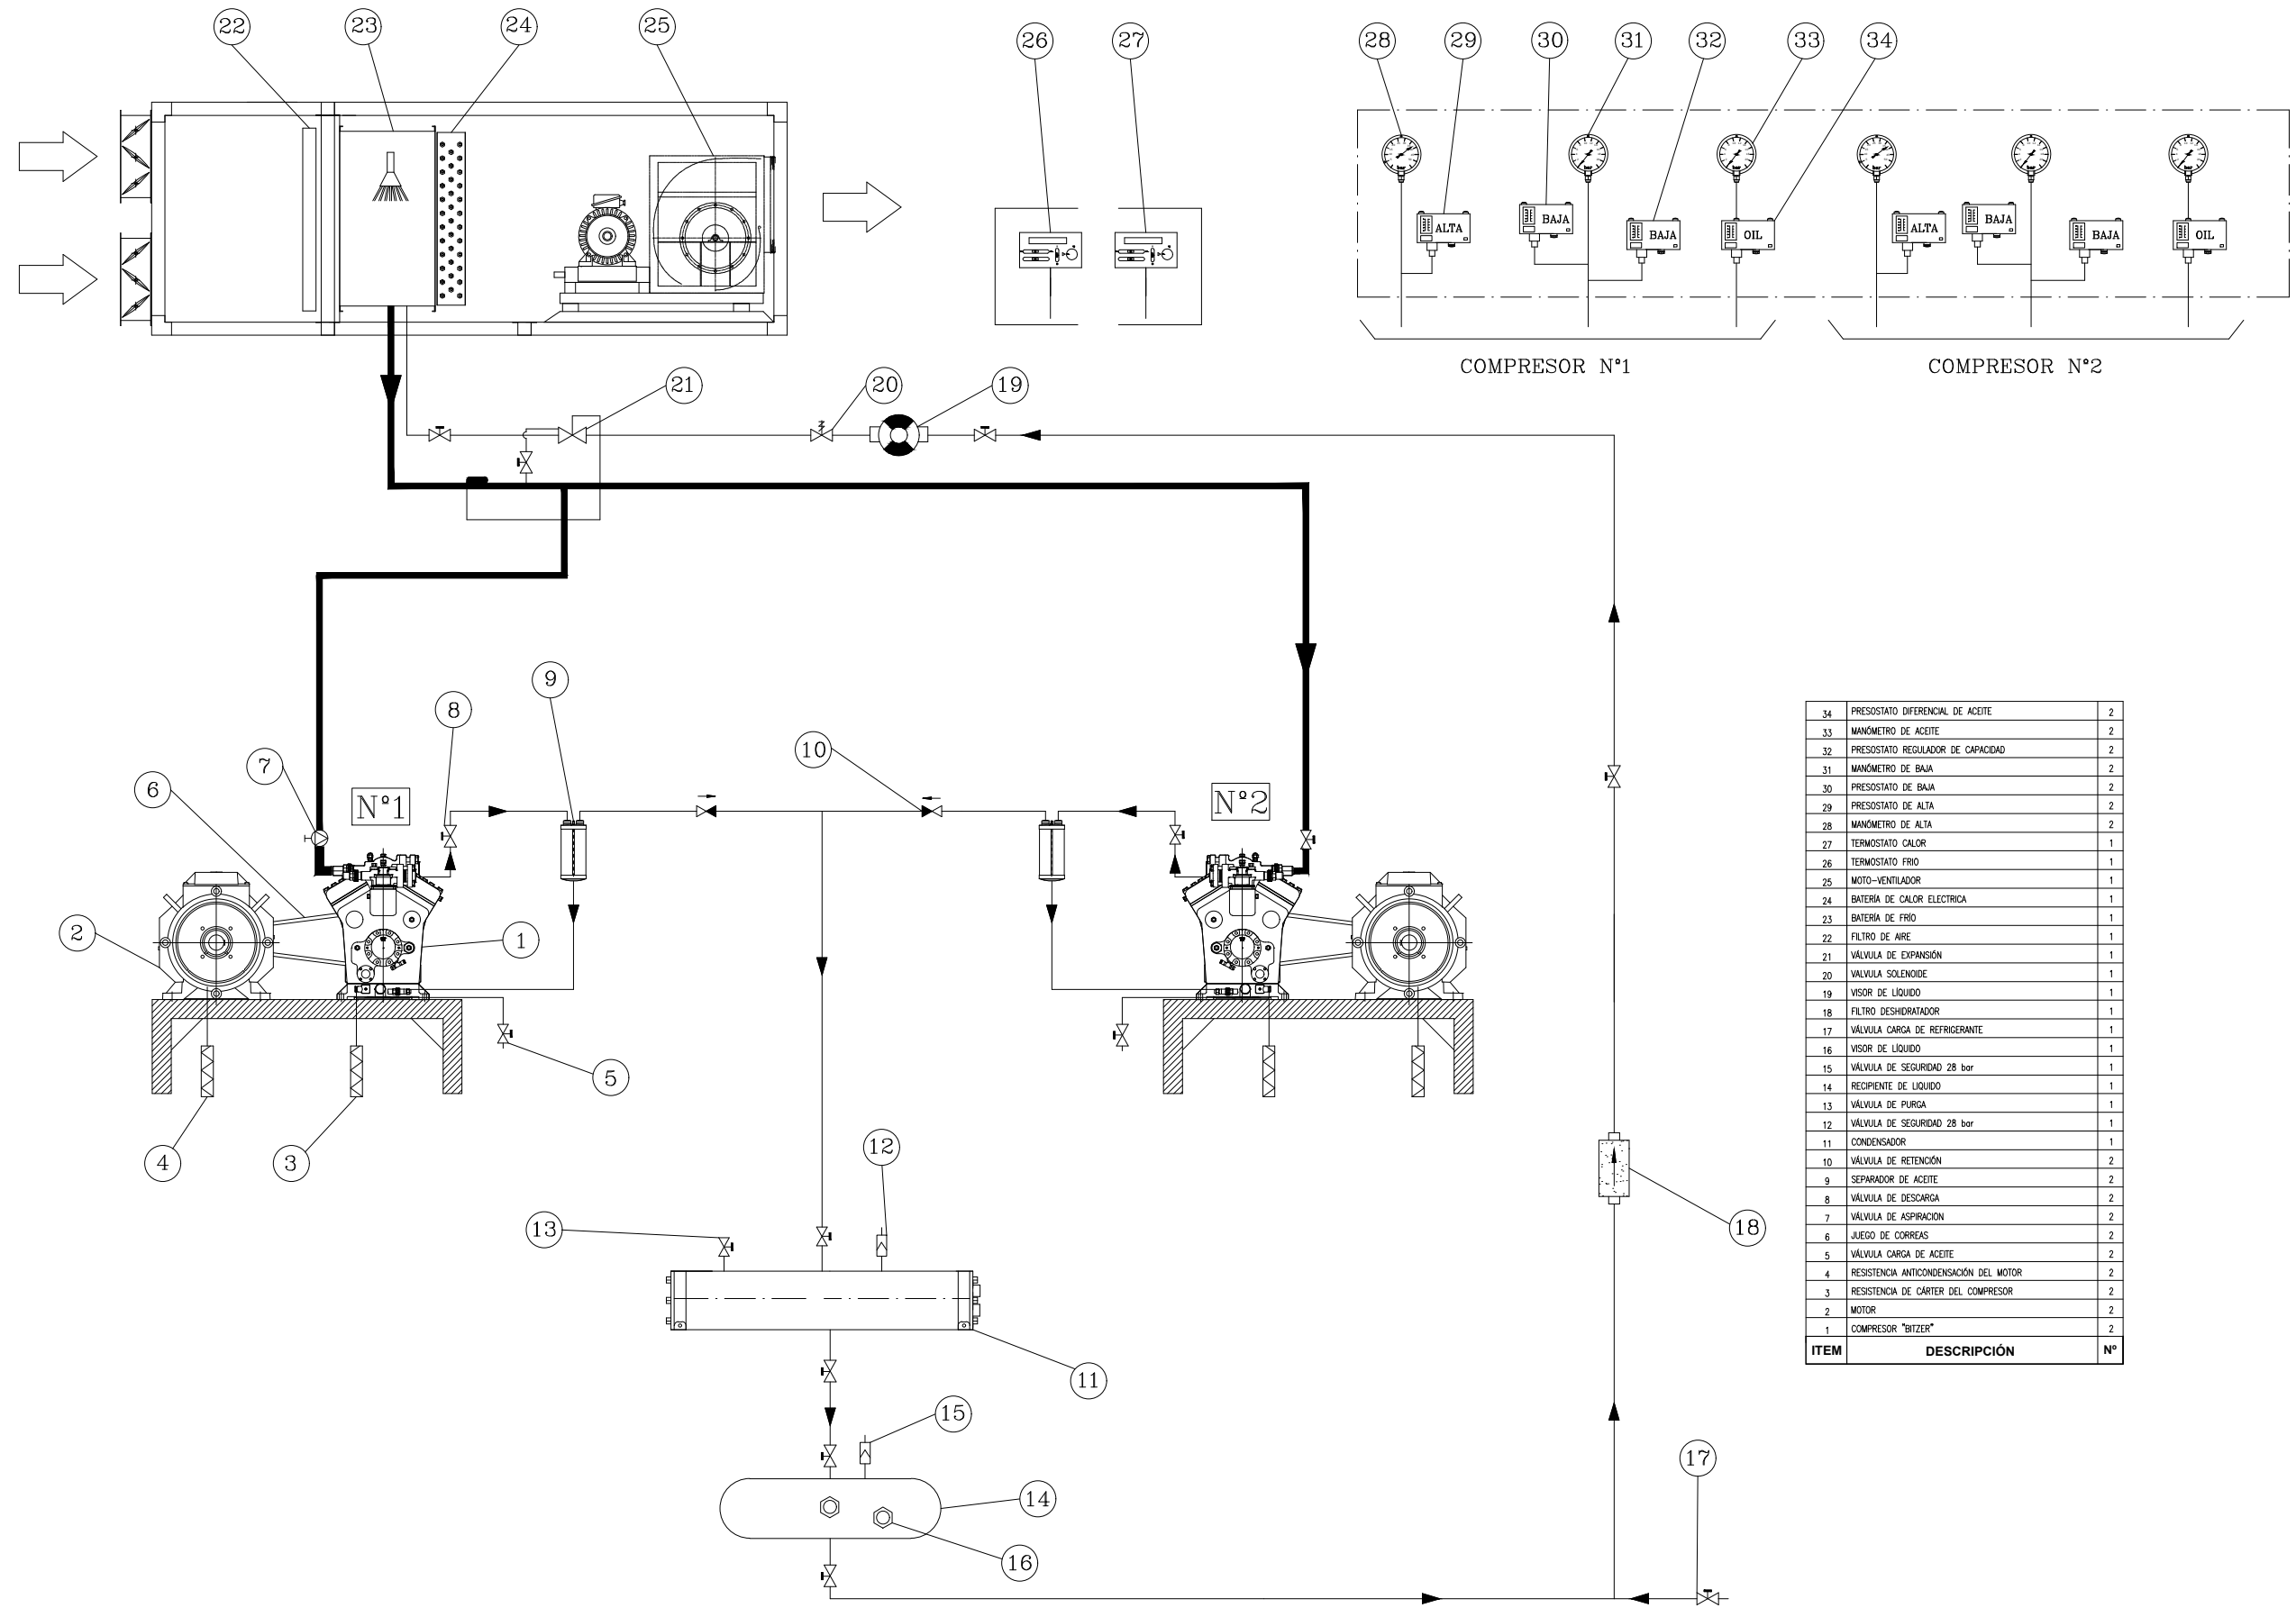 22 23 24 25 26 27 28 29 30 31 32 33 34
bar bar bar bar bar bar
ALTA BAJA BAJA OIL ALTA BAJA BAJA OIL
COMPRESOR N°1 COMPRESOR N°2
21 20 19
9
8
10
7
6
N°1 N°2
2 1
5
4 3
12
13 18
11
15
17
14
16
34 PRESOSTATO DIFERENCIAL DE ACEITE 2
33 MANÓMETRO DE ACEITE 2
32 PRESOSTATO REGULADOR DE CAPACIDAD 2
31 MANÓMETRO DE BAJA 2
30 PRESOSTATO DE BAJA 2
29 PRESOSTATO DE ALTA 2
28 MANÓMETRO DE ALTA 2
27 TERMOSTATO CALOR 1
26 TERMOSTATO FRIO 1
25 MOTO-VENTILADOR 1
24 BATERÍA DE CALOR ELECTRICA 1
23 BATERÍA DE FRÍO 1
22 FILTRO DE AIRE 1
21 VÁLVULA DE EXPANSIÓN 1
20 VALVULA SOLENOIDE 1
19 VISOR DE LÍQUIDO 1
18 FILTRO DESHIDRATADOR 1
17 VÁLVULA CARGA DE REFRIGERANTE 1
16 VISOR DE LÍQUIDO 1
15 VÁLVULA DE SEGURIDAD 28 bar 1
14 RECIPIENTE DE LIQUIDO 1
13 VÁLVULA DE PURGA 1
12 VÁLVULA DE SEGURIDAD 28 bar 1
11 CONDENSADOR 1
10 VÁLVULA DE RETENCIÓN 2
9 SEPARADOR DE ACEITE 2
8 VÁLVULA DE DESCARGA 2
7 VÁLVULA DE ASPIRACION 2
6 JUEGO DE CORREAS 2
5 VÁLVULA CARGA DE ACEITE 2
4 RESISTENCIA ANTICONDENSACIÓN DEL MOTOR 2
3 RESISTENCIA DE CÁRTER DEL COMPRESOR 2
2 MOTOR 2
1 COMPRESOR "BITZER" 2
ITEM DESCRIPCIÓN Nº